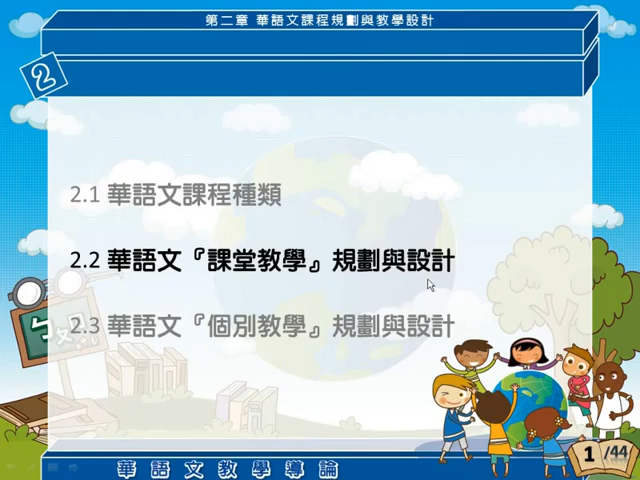 第二章 華語文課程規劃與教學設計
2
2.1 華語文課程種類
2.2 華語文『課堂教學』規劃與設計
2.3 華語文『個別教學』規劃與設計
ㄅㄆ
華語文教學導論
1 /44